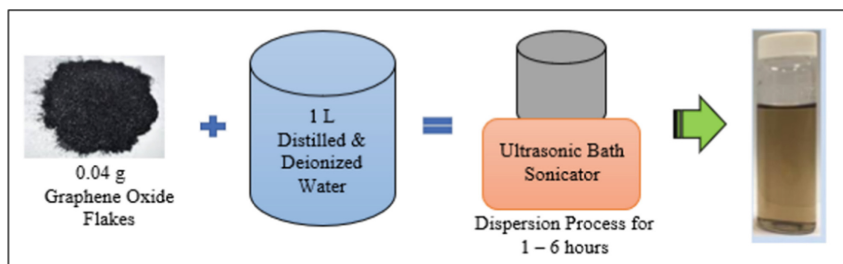 0.04 g
Graphene Oxide
Flakes
1 L
Distilled &
Deionized
Water
Ultrasonic Bath
Sonicator
Dispersion Process for
1 – 6 hours